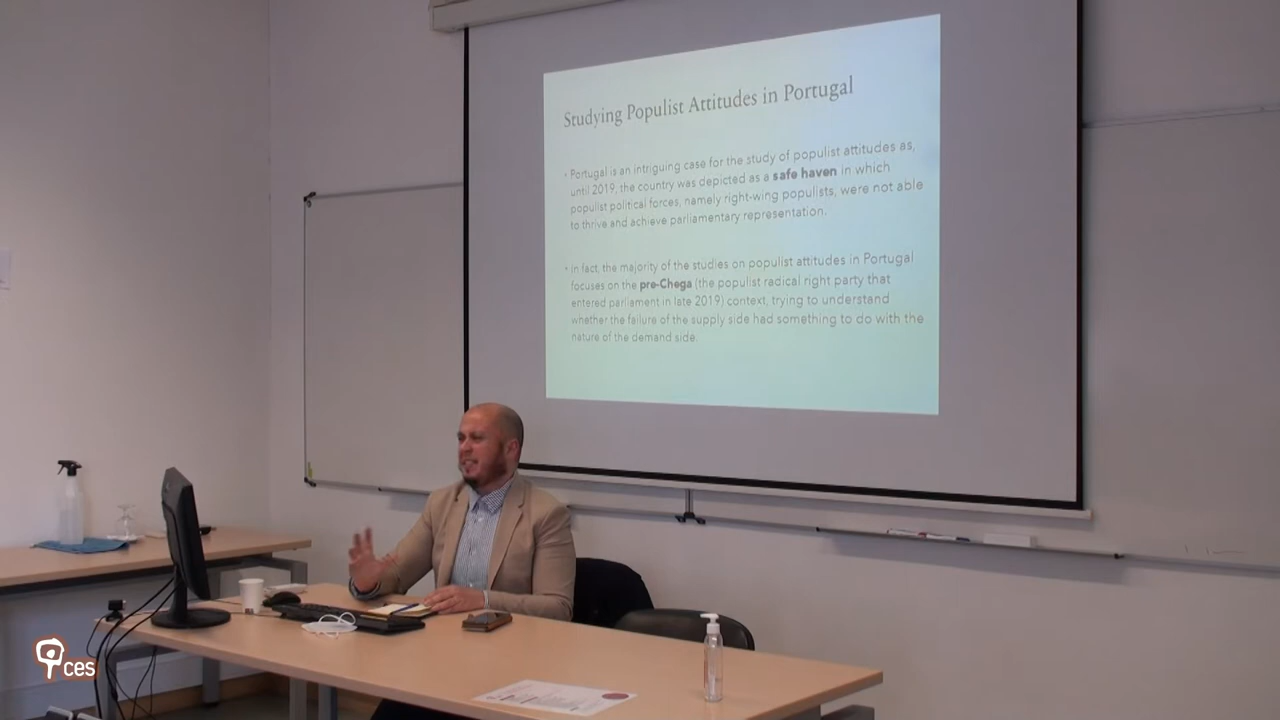 Studying Populist Attitudes in Portugal
• Portugal is an intriguing case for the study of populist attitudes as,
until 2019, the country was depicted as a safe haven in which
populist political forces, namely right-wing populists, were not able
to thrive and achieve parliamentary representation.
• In fact, the majority of the studies on populist attitudes in Portugal
focuses on the pre-Chega (the populist radical right party that
entered parliament in late 2019) context, trying to understand
whether the failure of the supply side had something to do with the
nature of the demand side.
ces